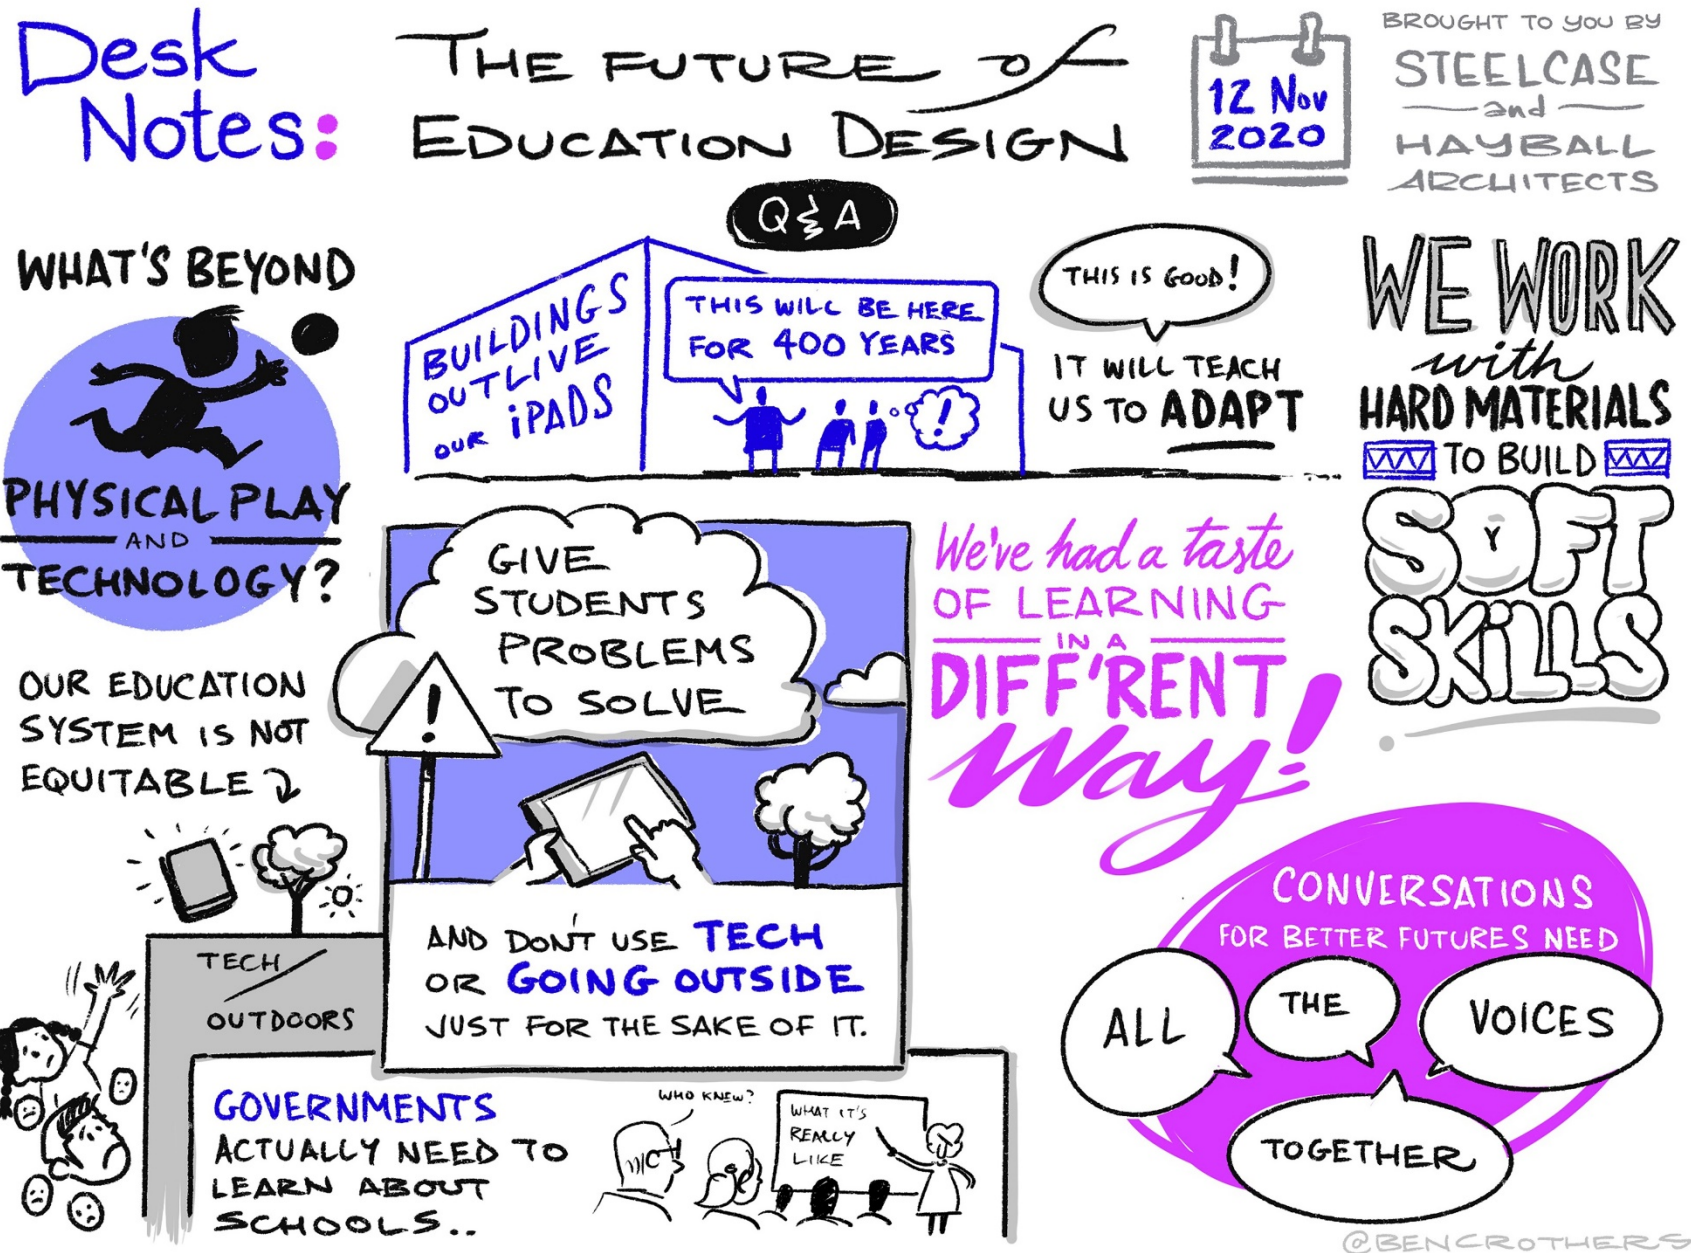 Desk
Notes:
THE FUTURE of
EDUCATION DESIGN
12 Nov
2020
BROUGHT TO YOU BY
STEELCASE
and
HAYBALL
ARCHITECTS
Q & A
WHAT'S BEYOND
PHYSICAL PLAY
AND
TECHNOLOGY?
BUILDINGS
OUTLIVE
OUR iPADS
THIS WILL BE HERE
FOR 400 YEARS
!
THIS IS GOOD!
IT WILL TEACH
US TO ADAPT
WE WORK
with
HARD MATERIALS
TO BUILD
SOFT
SKiLLS
OUR EDUCATION
SYSTEM IS NOT
EQUITABLE
TECH/
OUTDOORS
GIVE
STUDENTS
PROBLEMS
TO SOLVE
!
AND DON'T USE TECH
OR GOING OUTSIDE
JUST FOR THE SAKE OF IT.
We've had a taste
OF LEARNING
IN A
DIFF'RENT
Way!
GOVERNMENTS
ACTUALLY NEED TO
LEARN ABOUT
SCHOOLS..
WHO KNEW?
WHAT IT'S
REALLY
LIKE
CONVERSATIONS
FOR BETTER FUTURES NEED
ALL
THE
VOICES
TOGETHER
@BENCROTHERS